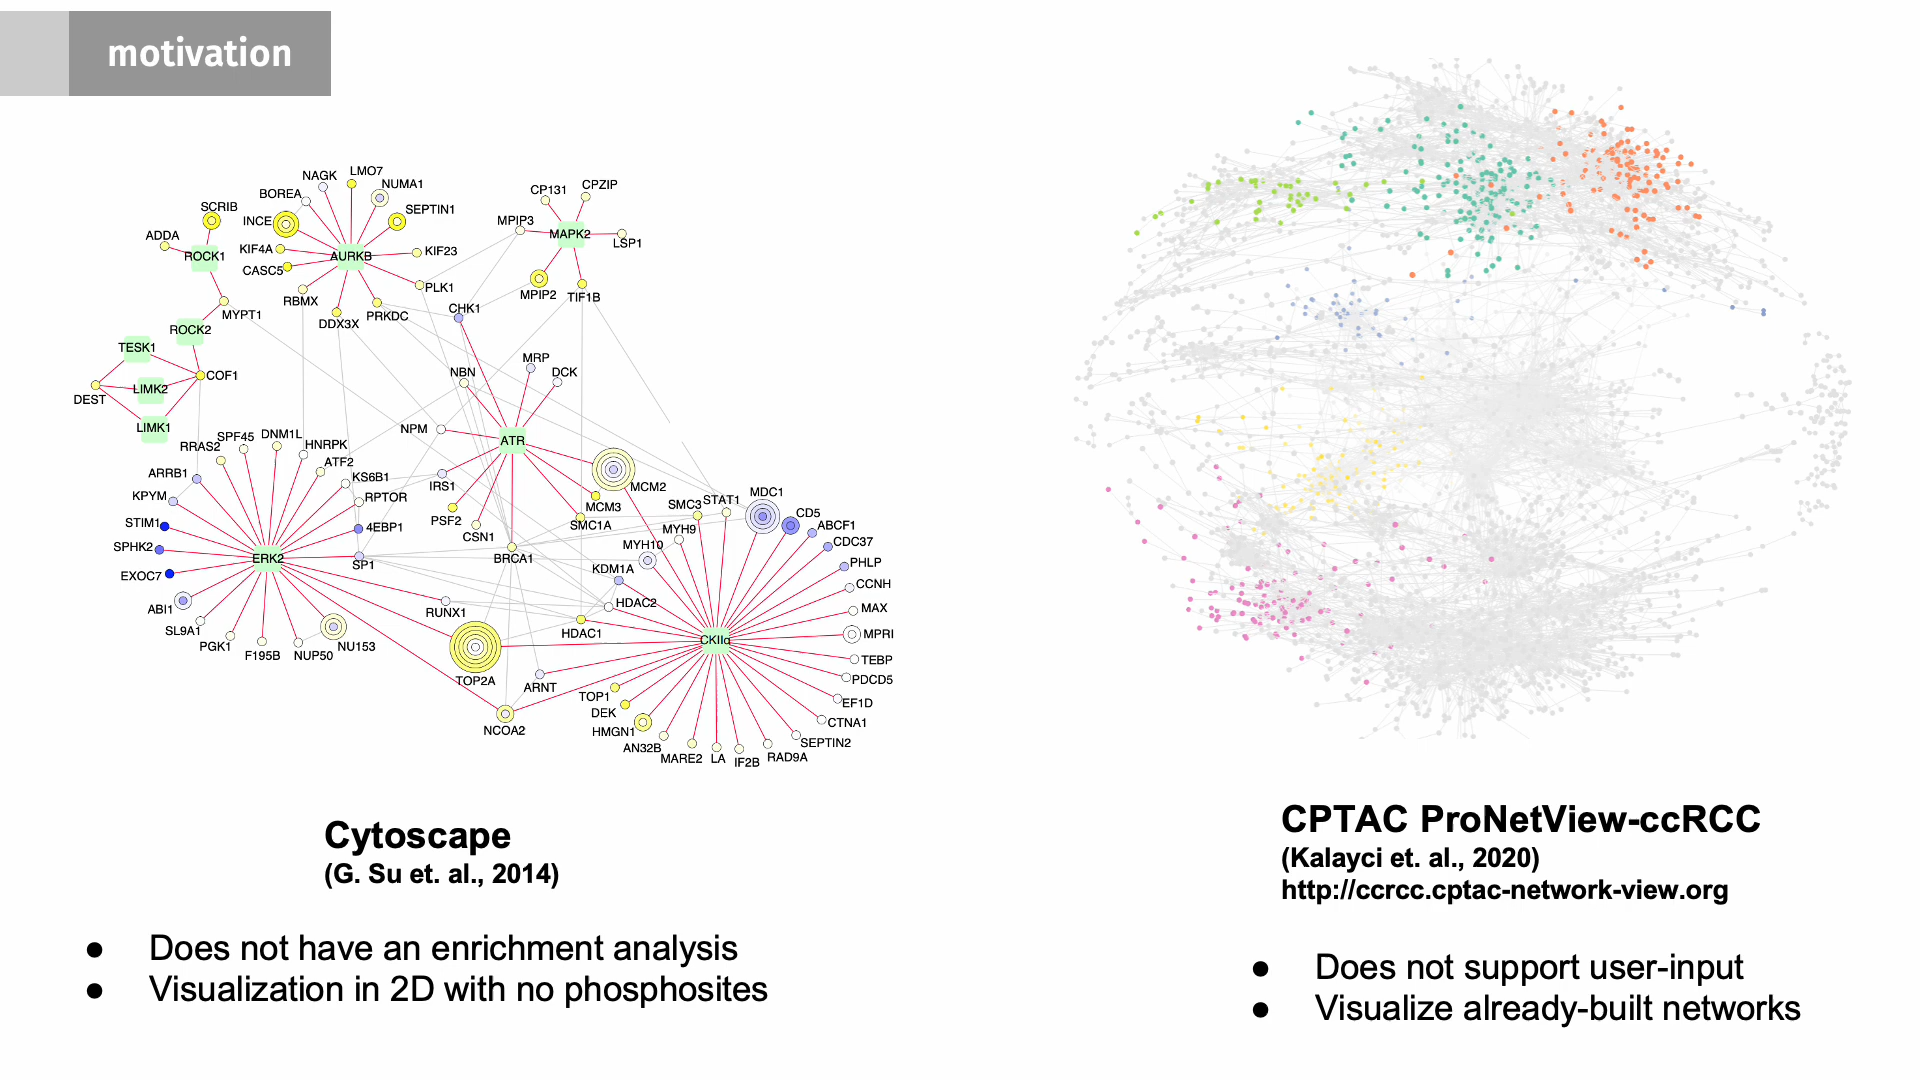 motivation
NAGK
LMO7
BOREA
NUMA1
SCRIB
INCE
SEPTIN1
ADDA
ROCK1
KIF4A
AURKB
KIF23
CASC5
RBMX
PLK1
MYPT1
DDX3X
PRKDC
CHK1
CP131
CPZIP
MPIP3
MAPK2
LSP1
MPIP2
TIF1B
ROCK2
TESK1
COF1
LIMK2
DEST
LIMK1
MRP
NBN
DCK
NPM
ATR
SPF45
DNM1L
RRAS2
HNRPK
ATF2
ARRB1
KS6B1
KPYM
RPTOR
STIM1
4EBP1
SPHK2
ERK2
SP1
EXOC7
ABI1
SL9A1
PGK1
F195B
NUP50
NU153
IRS1
PSF2
CSN1
MCM2
MCM3
SMC1A
BRCA1
SMC3
STAT1
MDC1
CD5
MYH9
ABCF1
MYH10
CDC37
KDM1A
PHLP
CCNH
RUNX1
HDAC2
MAX
HDAC1
CKIIα
MPRI
TEBP
TOP2A
ARNT
PDCD5
TOP1
EF1D
DEK
NCOA2
HMGN1
CTNA1
AN32B
SEPTIN2
MARE2
LA
IF2B
RAD9A
Cytoscape
(G. Su et. al., 2014)
● Does not have an enrichment analysis
● Visualization in 2D with no phosphosites
CPTAC ProNetView-ccRCC
(Kalayci et. al., 2020)
http://ccrcc.cptac-network-view.org
● Does not support user-input
● Visualize already-built networks